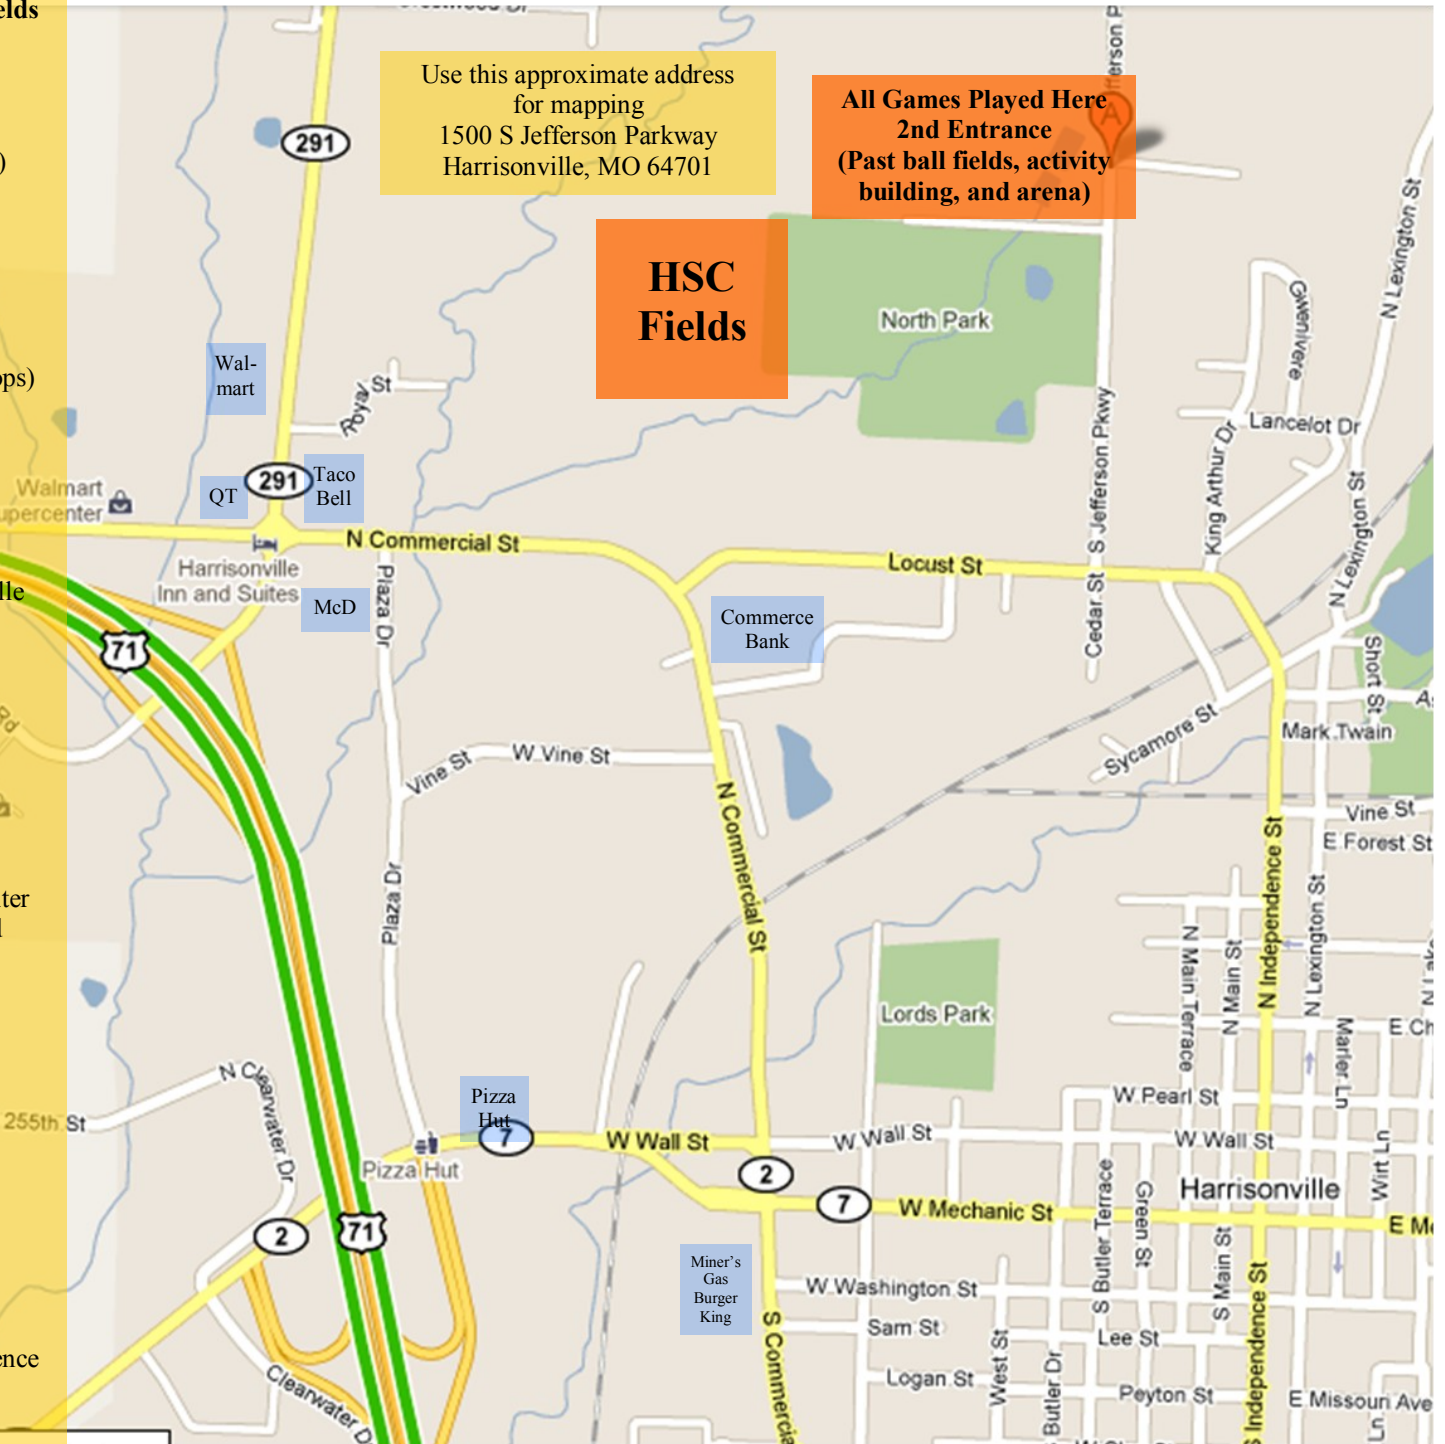 elds
)
ops)
lle
ter
ence
Use this approximate address
for mapping
1500 S Jefferson Parkway
Harrisonville, MO 64701
All Games Played Here
2nd Entrance
(Past ball fields, activity
building, and arena)
A
HSC
Fields
North Park
291
Wal-
mart
Royal St
291
Taco
Bell
QT
Walmart
upercenter
N Commercial St
Harrisonville
Inn and Suites
McD
Plaza Dr
71
Rd
Commerce
Bank
Locust St
S Jefferson Pkwy
Cedar St
King Arthur Dr
Gwenivere
Lancelot Dr
N Lexington St
N Lexington St
Short St
Mark Twain
Sycamore St
Vine St
E Forest St
Vine St
W Vine St
N Commercial St
Plaza Dr
N Independence St
N Lexington St
N Main St
N Main Terrace
Marler Ln
E Ch
Lords Park
N Clearwater Dr
255th St
Pizza
Hut
7
Pizza Hut
W Wall St
W Wall St
W Pearl St
W Wall St
2
7
W Mechanic St
Harrisonville
Wirt Ln
E Me
2
71
S Butler Terrace
Green St
S Main St
Miner's
Gas
Burger
King
W Washington St
Sam St
Lee St
Logan St
West St
Butler Dr
Peyton St
E Missouri Ave
S Independence St
S Commercia
Clearwater D
Ln